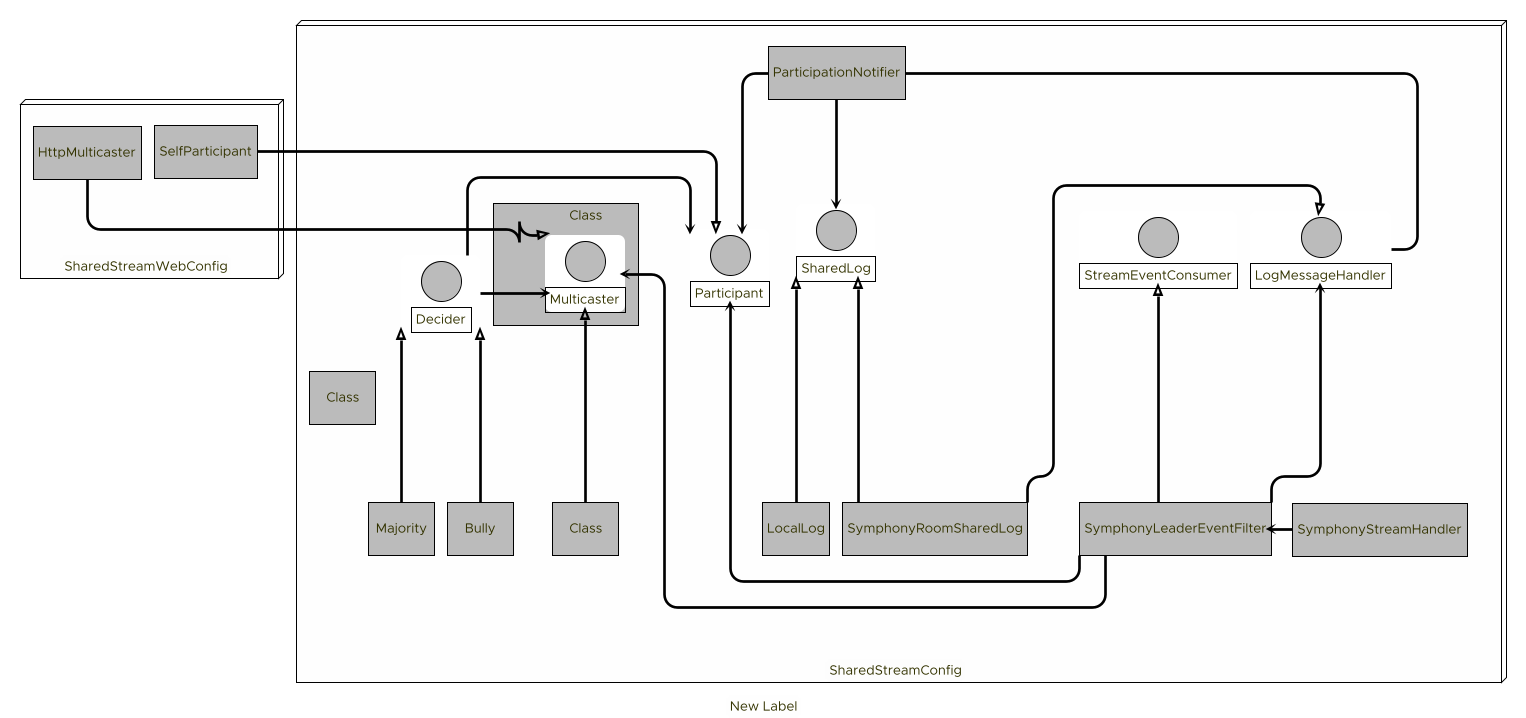 ParticipationNotifier
HttpMulticaster
SelfParticipant
Class
SharedStreamWebConfig
SharedLog
StreamEventConsumer
LogMessageHandler
Participant
Multicaster
Decider
Class
Majority
Bully
Class
LocalLog
SymphonyRoomSharedLog
SymphonyLeaderEventFilter
SymphonyStreamHandler
SharedStreamConfig
New Label